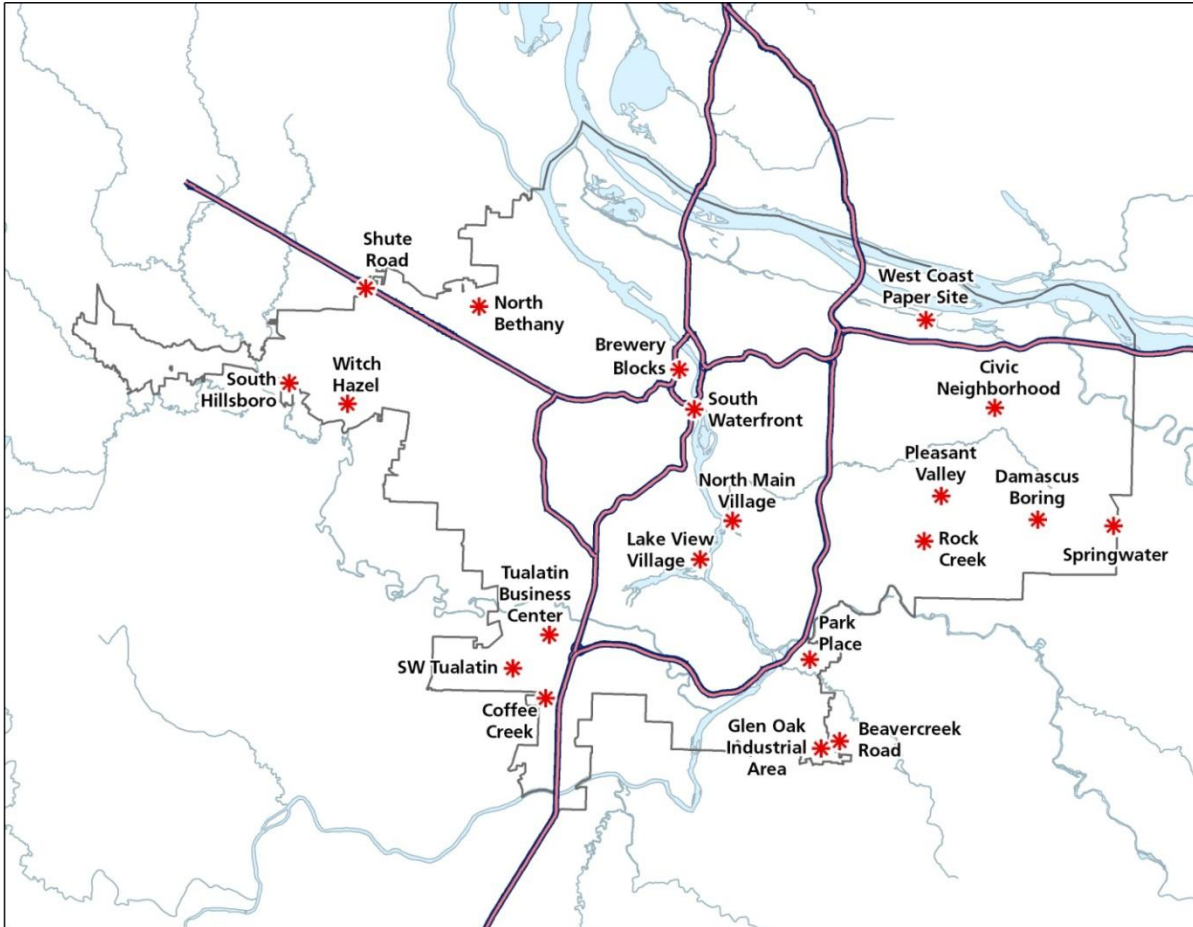 Shute
Road
North
Bethany
West Coast
Paper Site
Brewery
Blocks
Witch
Hazel
South
Hillsboro
Civic
Neighborhood
South
Waterfront
Pleasant
Valley
Damascus
Boring
North Main
Village
Lake View
Village
Rock
Creek
Springwater
Tualatin
Business
Center
Park
Place
SW Tualatin
Coffee
Creek
Glen Oak
Industrial
Area
Beavercreek
Road